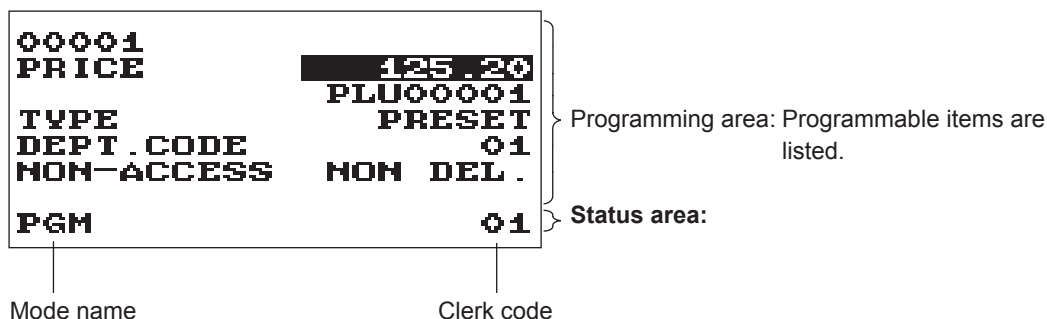 00001
PRICE 125.20
PLU00001
TYPE PRESET
DEPT.CODE 01
NON-ACCESS NON DEL.
PGM 01
Programming area: Programmable items are
listed.
Status area:
Mode name
Clerk code